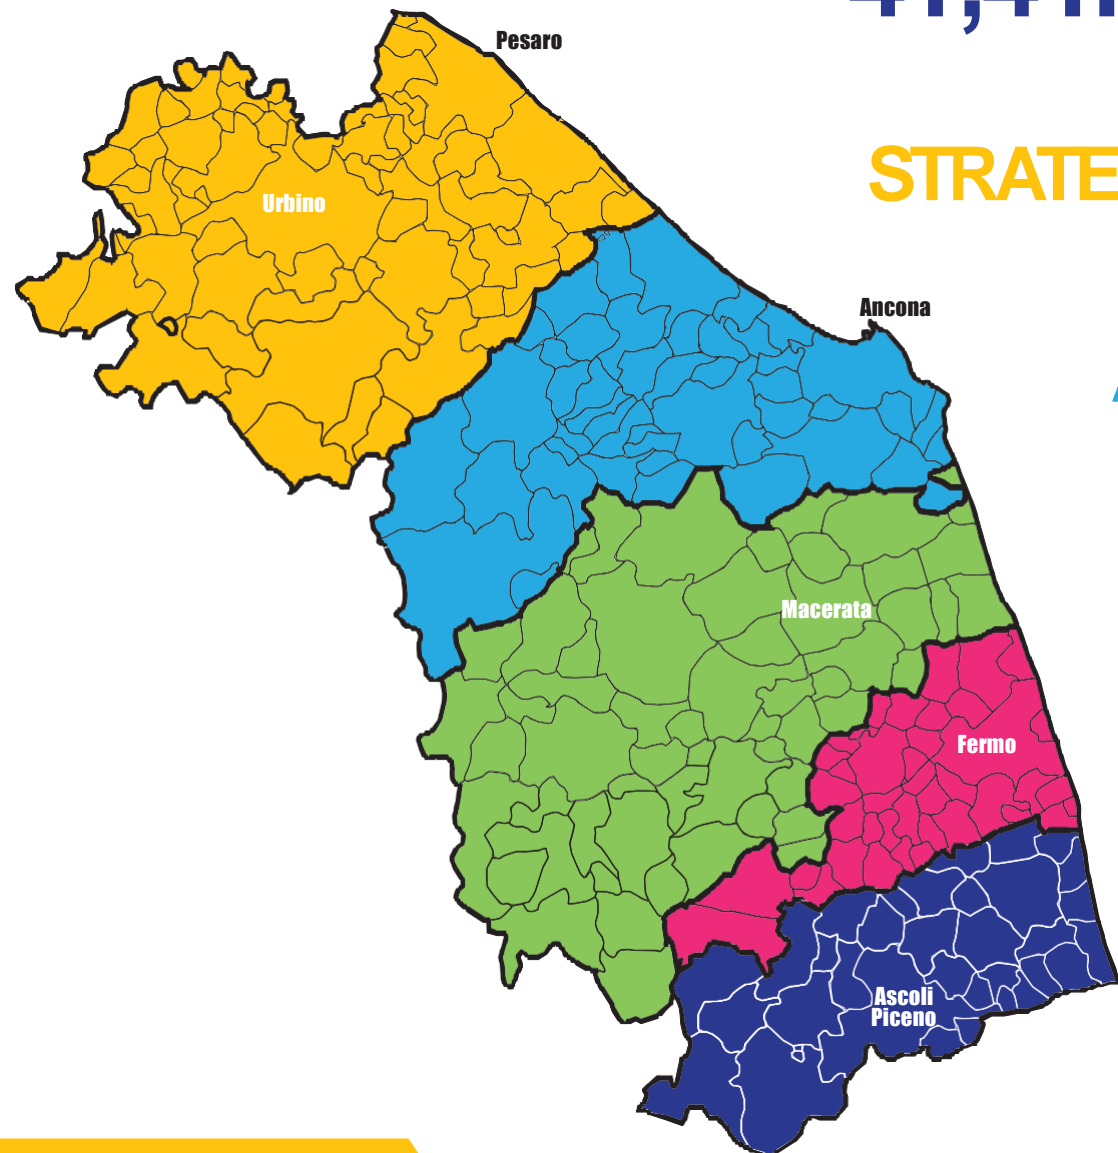 Pesaro
STRATE
Urbino
Ancona
Macerata
Fermo
Ascoli
Piceno